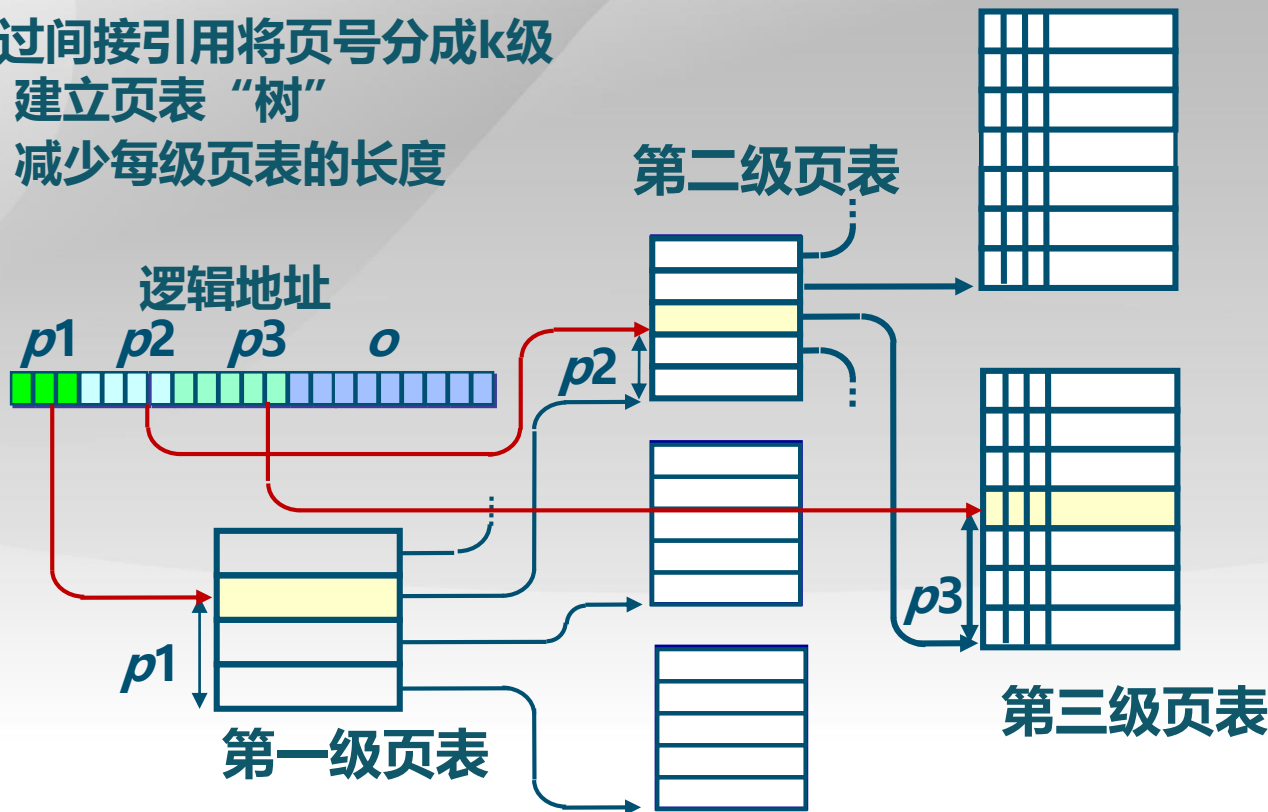 过间接引用将页号分成k级
建立页表“树”
减少每级页表的长度
第二级页表
逻辑地址
p1 p2 p3 o
p2
p3
p1
第三级页表
第一级页表